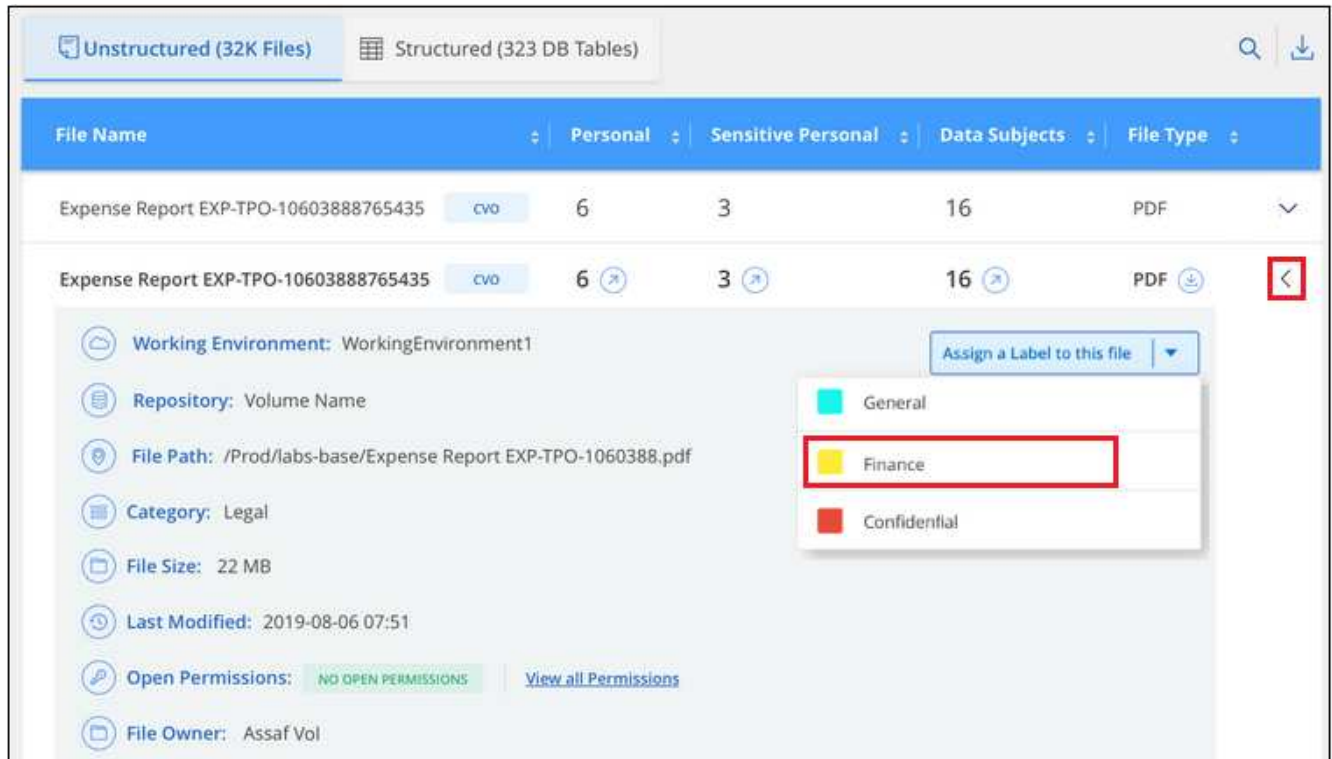 Unstructured (32K Files) Structured (323 DB Tables)
File Name Personal Sensitive Personal Data Subjects File Type
Expense Report EXP-TPO-10603888765435 CVO 6 3 16 PDF
Expense Report EXP-TPO-10603888765435 CVO 6 3 16 PDF
Working Environment: WorkingEnvironment1
Assign a Label to this file
Repository: Volume Name
General
File Path: /Prod/labs-base/Expense Report EXP-TPO-1060388.pdf
Finance
Category: Legal
Confidential
File Size: 22 MB
Last Modified: 2019-08-06 07:51
Open Permissions: NO OPEN PERMISSIONS View all Permissions
File Owner: Assaf Vol